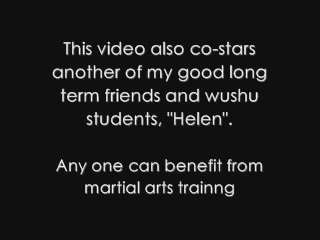 This video also co-stars
another of my good long
term friends and wushu
students, "Helen".
Any one can benefit from
martial arts trainng